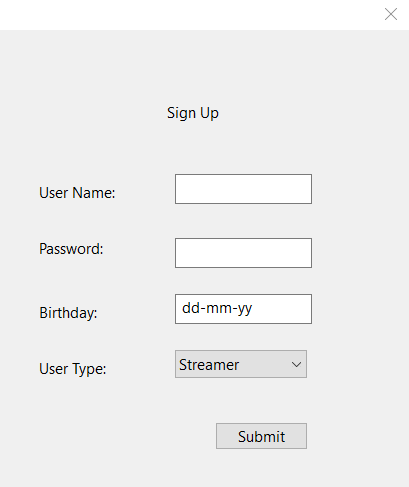 Sign Up
User Name:
Password:
Birthday: dd-mm-yy
User Type: Streamer
Submit